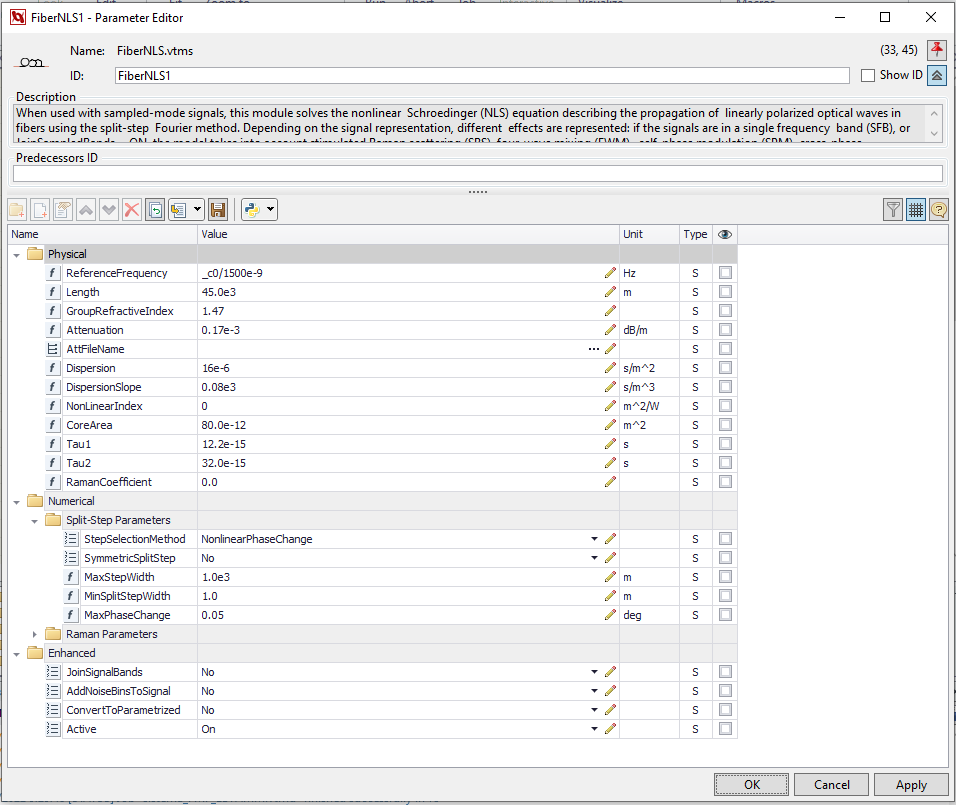 FiberNLS1 - Parameter Editor
Name: FiberNLS.vtms (33, 45)
ID: FiberNLS1 Show ID
Description
When used with sampled-mode signals, this module solves the nonlinear Schroedinger (NLS) equation describing the propagation of linearly polarized optical waves in
fibers using the split-step Fourier method. Depending on the signal representation, different effects are represented: if the signals are in a single frequency band (SFB), or
Predecessors ID
Name Value Unit Type
Physical
f ReferenceFrequency _c0/1500e-9 Hz S
f Length 45.0e3 m S
f GroupRefractiveIndex 1.47 S
f Attenuation 0.17e-3 dB/m S
AttFileName ... S
f Dispersion 16e-6 s/m^2 S
f DispersionSlope 0.08e3 s/m^3 S
f NonLinearIndex 0 m^2/W S
f CoreArea 80.0e-12 m^2 S
f Tau1 12.2e-15 s S
f Tau2 32.0e-15 s S
f RamanCoefficient 0.0 S
Numerical
Split-Step Parameters
StepSelectionMethod NonlinearPhaseChange S
SymmetricSplitStep No S
f MaxStepWidth 1.0e3 m S
f MinSplitStepWidth 1.0 m S
f MaxPhaseChange 0.05 deg S
Raman Parameters
Enhanced
JoinSignalBands No S
AddNoiseBinsToSignal No S
ConvertToParametrized No S
Active On S
OK Cancel Apply